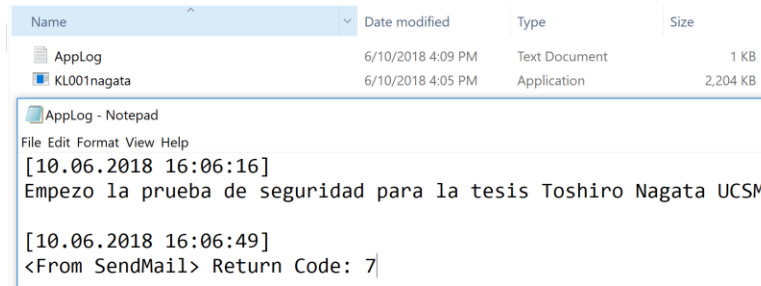 Name Date modified Type Size
AppLog 6/10/2018 4:09 PM Text Document 1 KB
KL001nagata 6/10/2018 4:05 PM Application 2,204 KB
AppLog - Notepad
File Edit Format View Help
[10.06.2018 16:06:16]
Empezo la prueba de seguridad para la tesis Toshiro Nagata UCSM
[10.06.2018 16:06:49]
<From SendMail> Return Code: 7